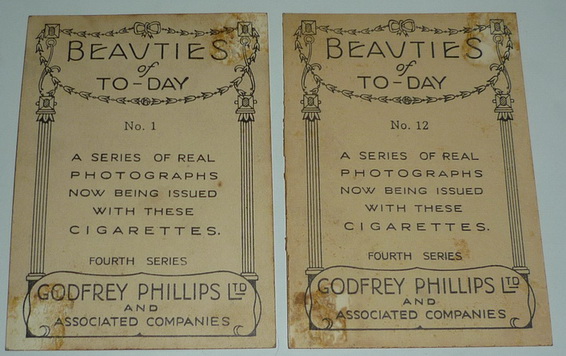 BEAUTIES
of
TO-DAY
No. 1
A SERIES OF REAL
PHOTOGRAPHS
NOW BEING ISSUED
WITH THESE
CIGARETTES.
FOURTH SERIES
GODFREY PHILLIPS LTD
AND
ASSOCIATED COMPANIES
BEAUTIES
of
TO-DAY
No. 12
A SERIES OF REAL
PHOTOGRAPHS
NOW BEING ISSUED
WITH THESE
CIGARETTES.
FOURTH SERIES
GODFREY PHILLIPS LTD
AND
ASSOCIATED COMPANIES